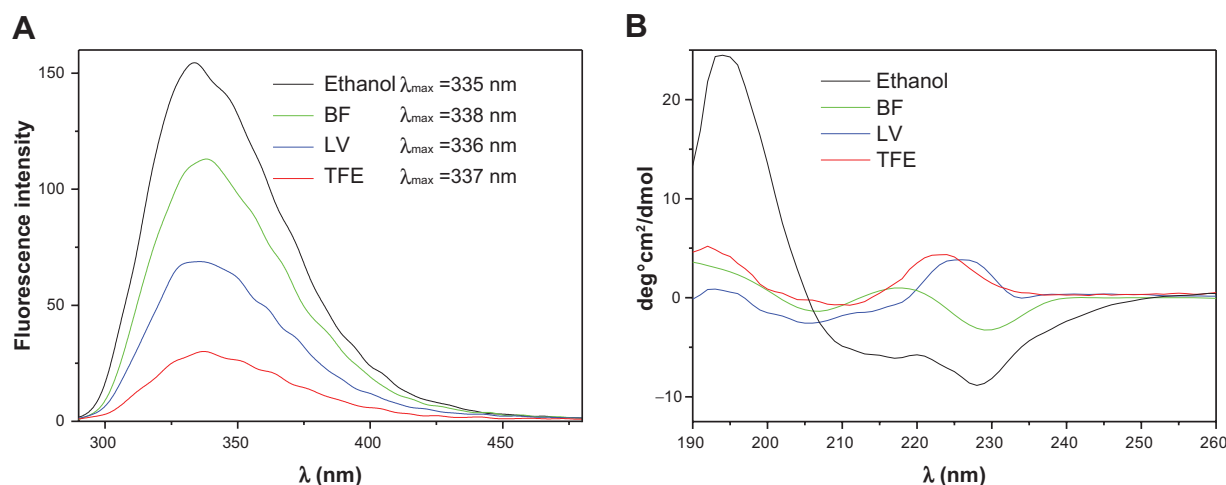 A
Fluorescence intensity
150
100
50
0
300
350
400
450
λ (nm)
Ethanol λmax =335 nm
BF λmax =338 nm
LV λmax =336 nm
TFE λmax =337 nm
B
deg°cm²/dmol
20
10
0
−10
190
200
210
220
230
240
250
260
λ (nm)
Ethanol
BF
LV
TFE